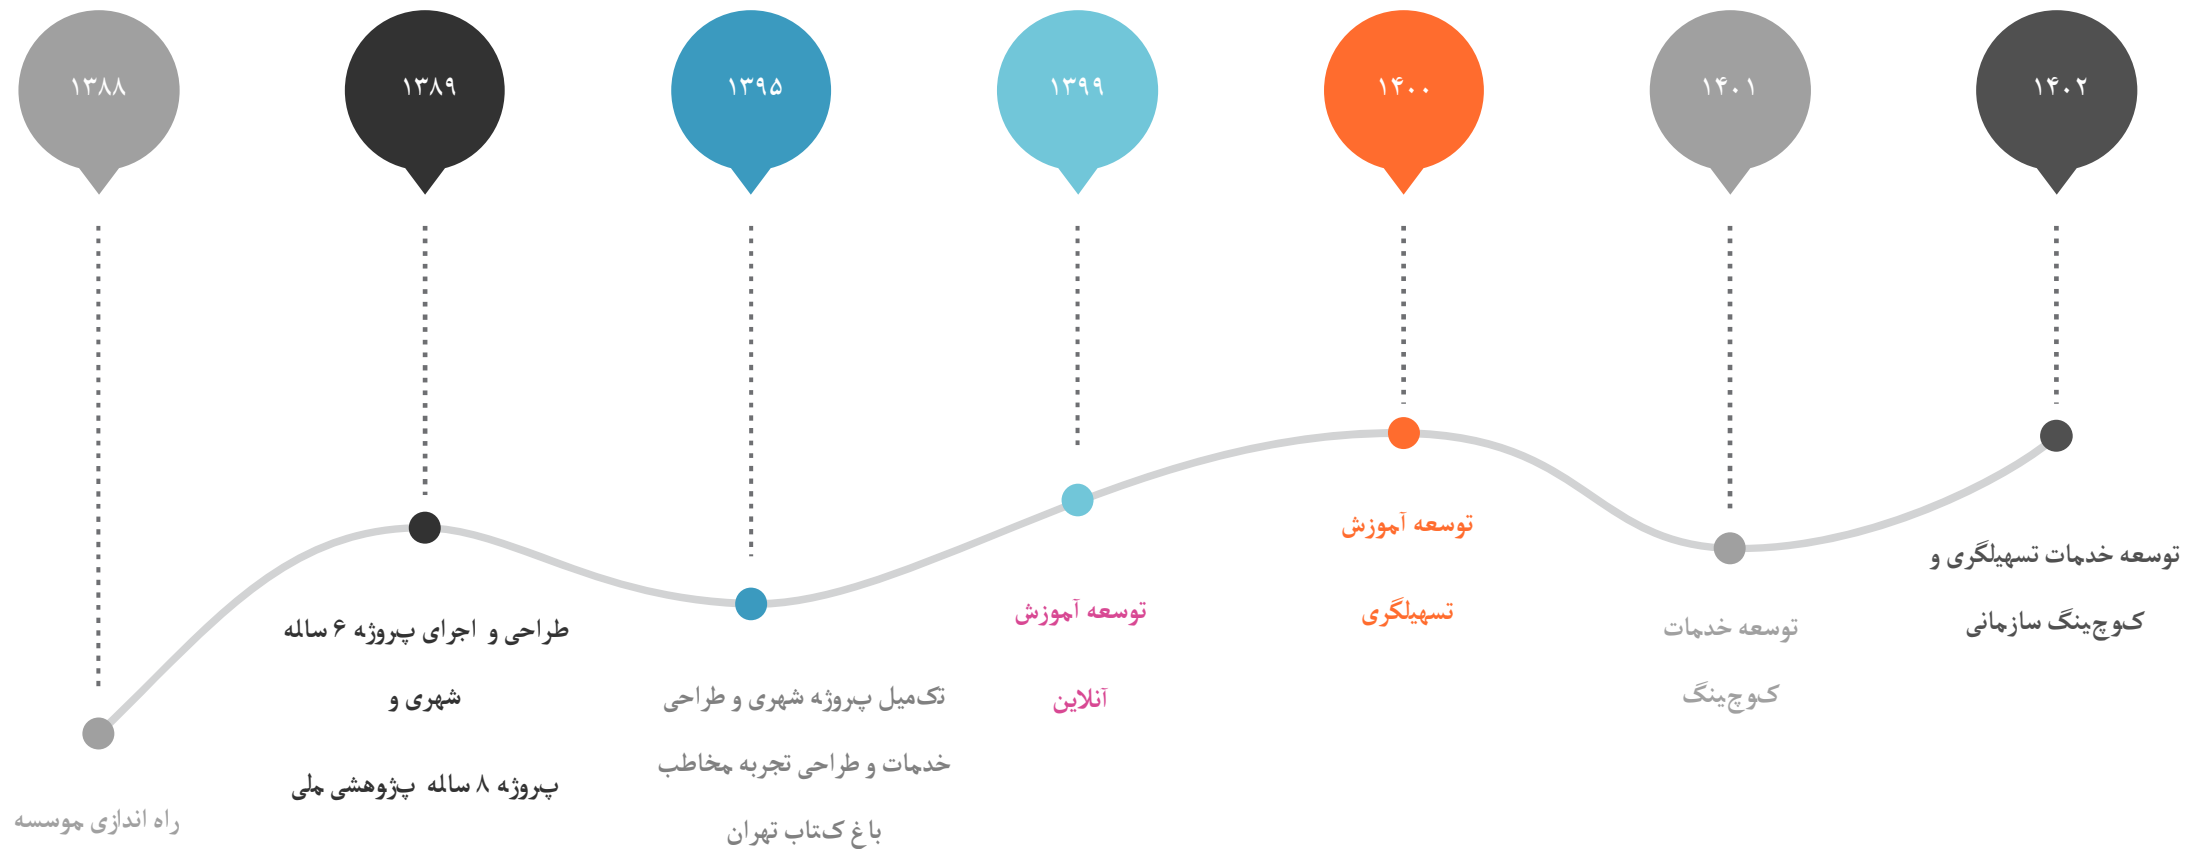 ۱۳۸۸
۱۳۸۹
۱۳۹۵
۱۳۹۹
۱۴۰۰
۱۴۰۱
۱۴۰۲
راه اندازی موسسه
طراحی و اجرای پروژه ۶ ساله
شهری و
پروژه ۸ ساله پژوهشی ملی
تکمیل پروژه شهری و طراحی
خدمات و طراحی تجربه مخاطب
باغ کتاب تهران
توسعه آموزش
آنلاین
توسعه آموزش
تسهیلگری
توسعه خدمات
کوچینگ
توسعه خدمات تسهیلگری و
کوچینگ سازمانی